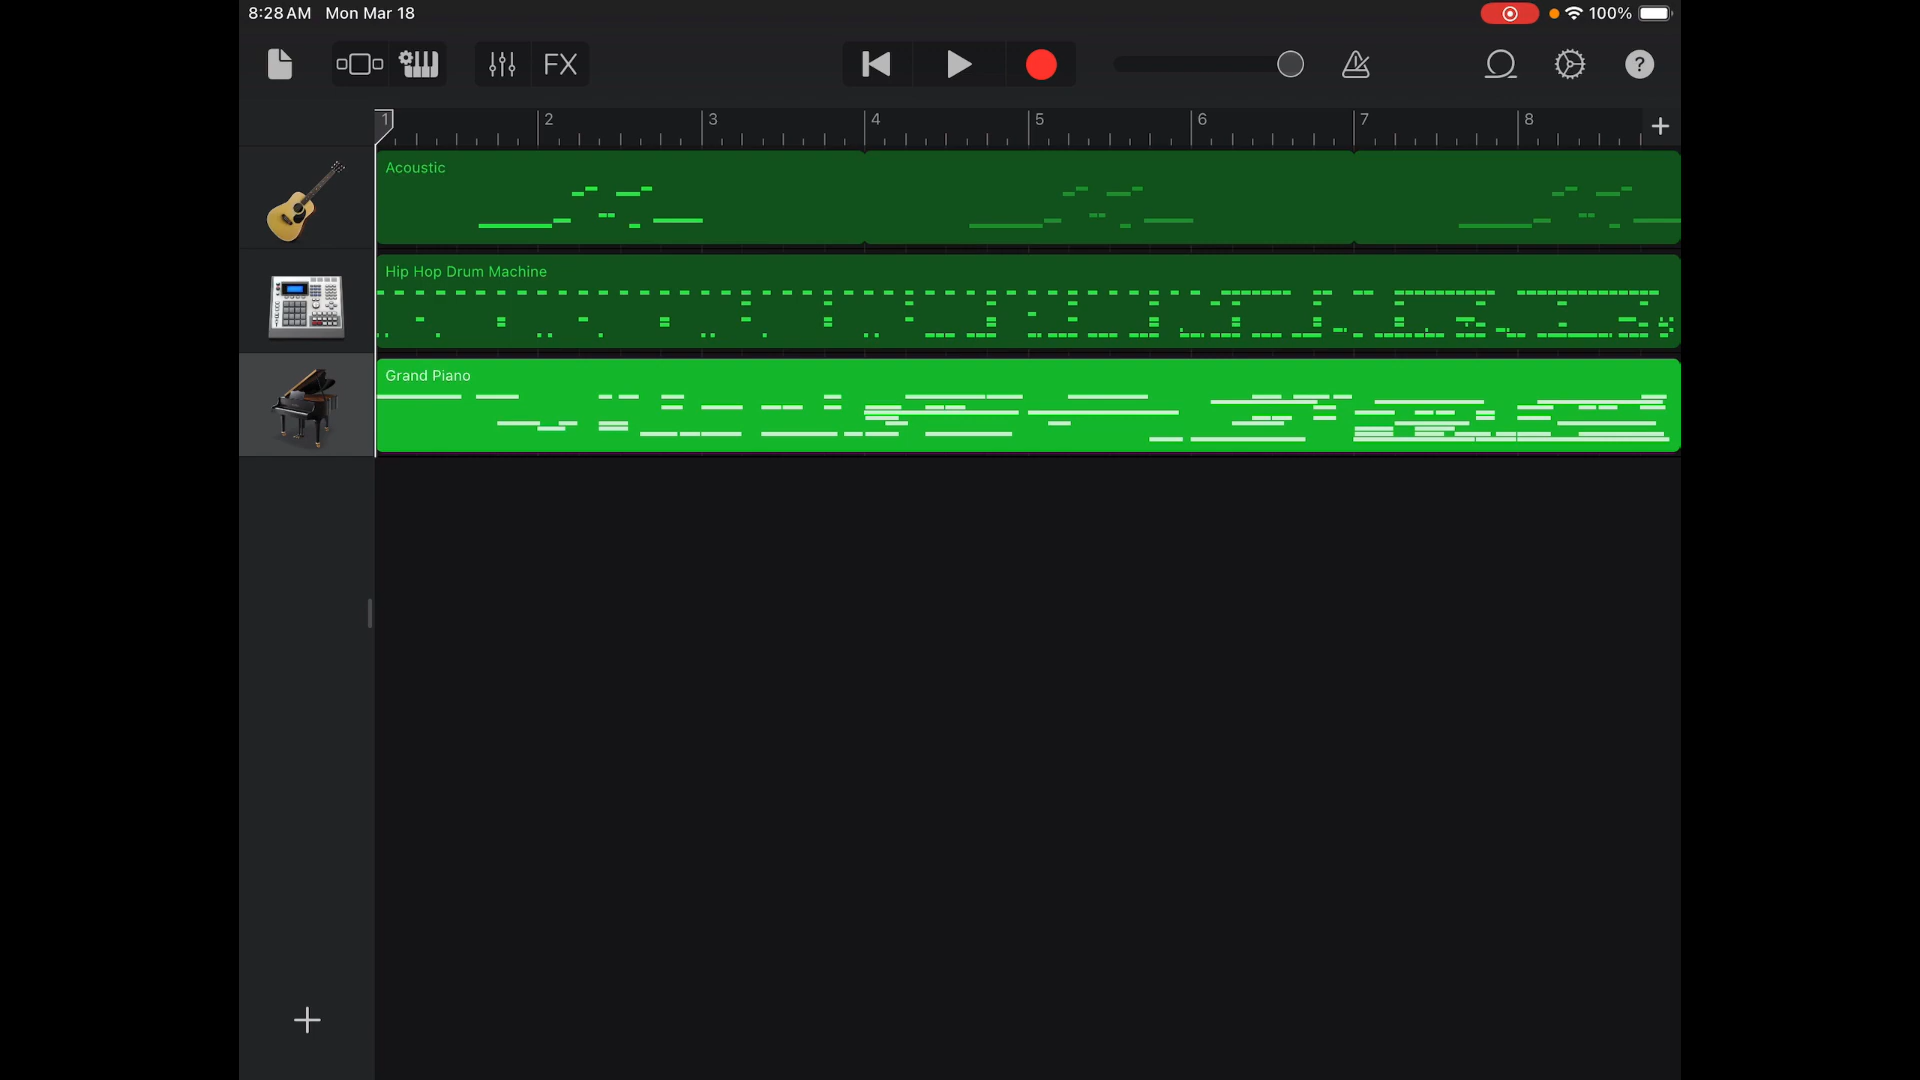 8:28 AM Mon Mar 18 100%
FX ?
1 2 3 4 5 6 7 8
Acoustic
Hip Hop Drum Machine
Grand Piano